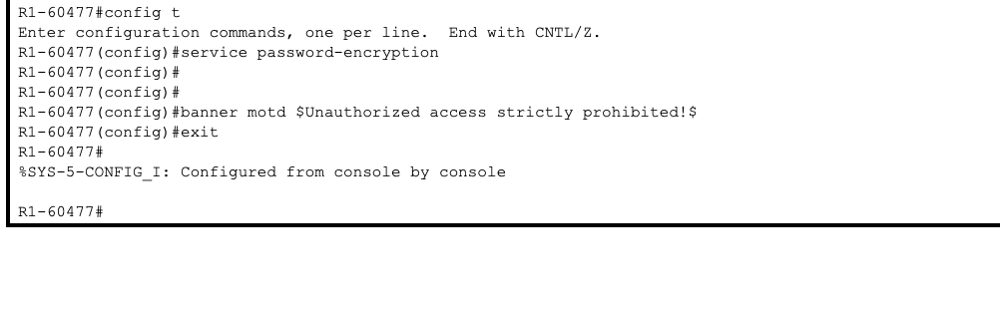 R1-60477#config t
Enter configuration commands, one per line.  End with CNTL/Z.
R1-60477(config)#service password-encryption
R1-60477(config)#
R1-60477(config)#
R1-60477(config)#banner motd $Unauthorized access strictly prohibited!$
R1-60477(config)#exit
R1-60477#
%SYS-5-CONFIG_I: Configured from console by console
R1-60477#